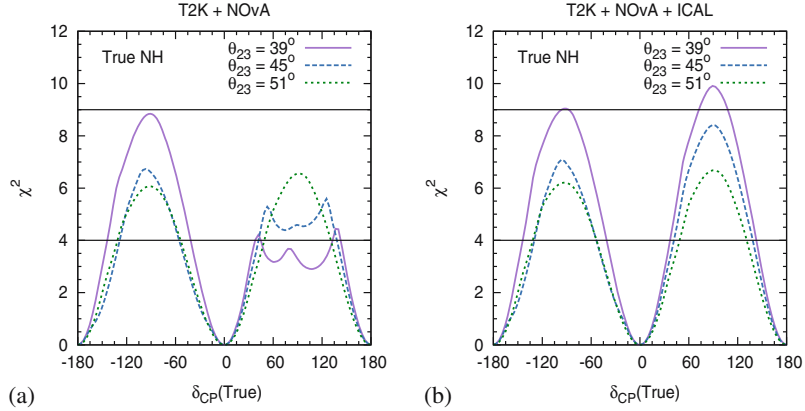 T2K + NOvA
χ²
12
10
8
6
4
2
0
True NH
θ₂₃ = 39°
θ₂₃ = 45°
θ₂₃ = 51°
-180 -120 -60 0 60 120 180
δCP(True)
(a)
T2K + NOvA + ICAL
χ²
12
10
8
6
4
2
0
True NH
θ₂₃ = 39°
θ₂₃ = 45°
θ₂₃ = 51°
-180 -120 -60 0 60 120 180
δCP(True)
(b)